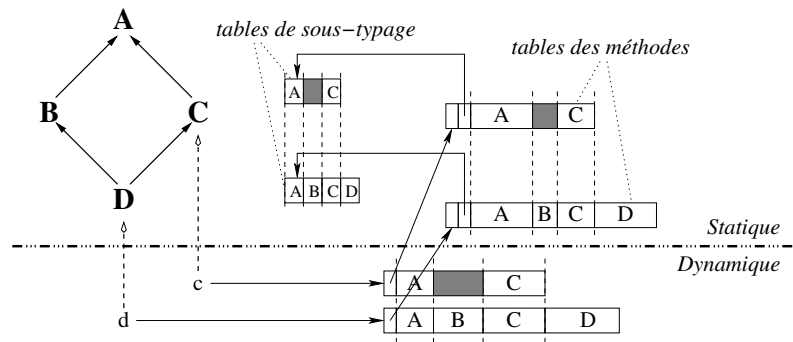 A
tables de sous−typage
tables des méthodes
A C
B C
A C
A B C D
D
A B C D
Statique
Dynamique
c
A C
d
A B C D